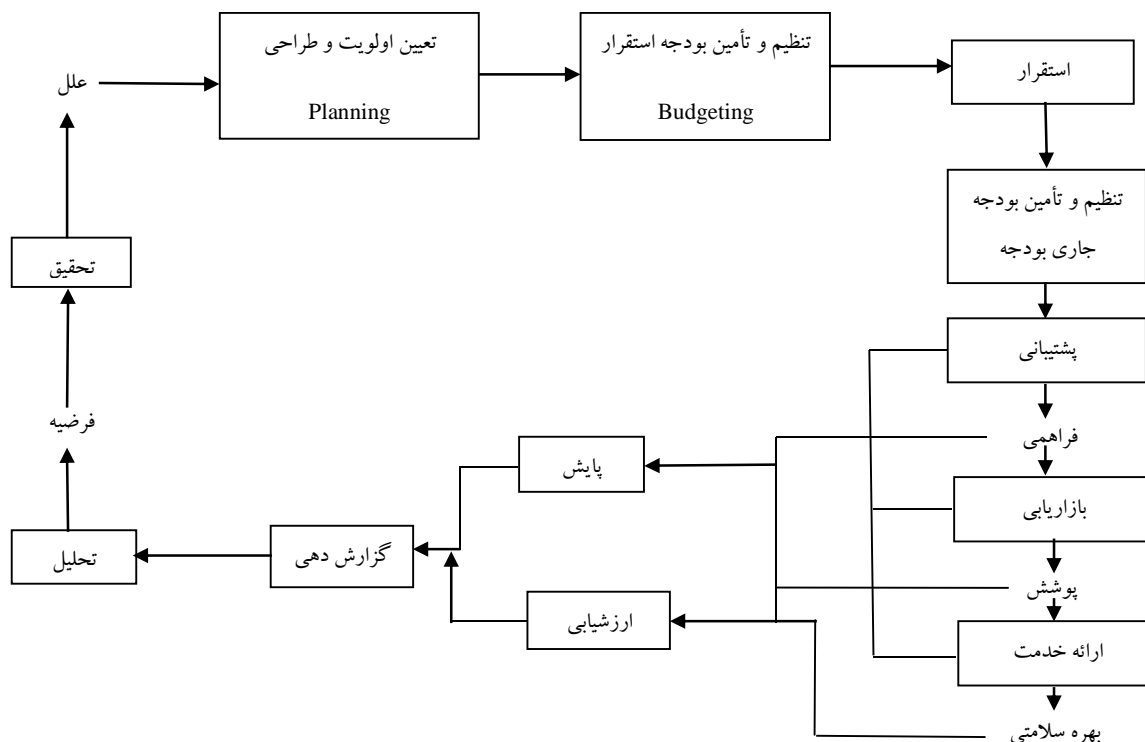 تعیین اولویت و طراحی
Planning
تنظیم و تأمین بودجه استقرار
Budgeting
استقرار
علل
تنظیم و تأمین بودجه
جاری بودجه
تحقیق
پشتیبانی
فرضیه
فراهمی
پایش
بازاریابی
تحلیل
گزارش دهی
پوشش
ارزشیابی
ارائه خدمت
بهره سلامتی